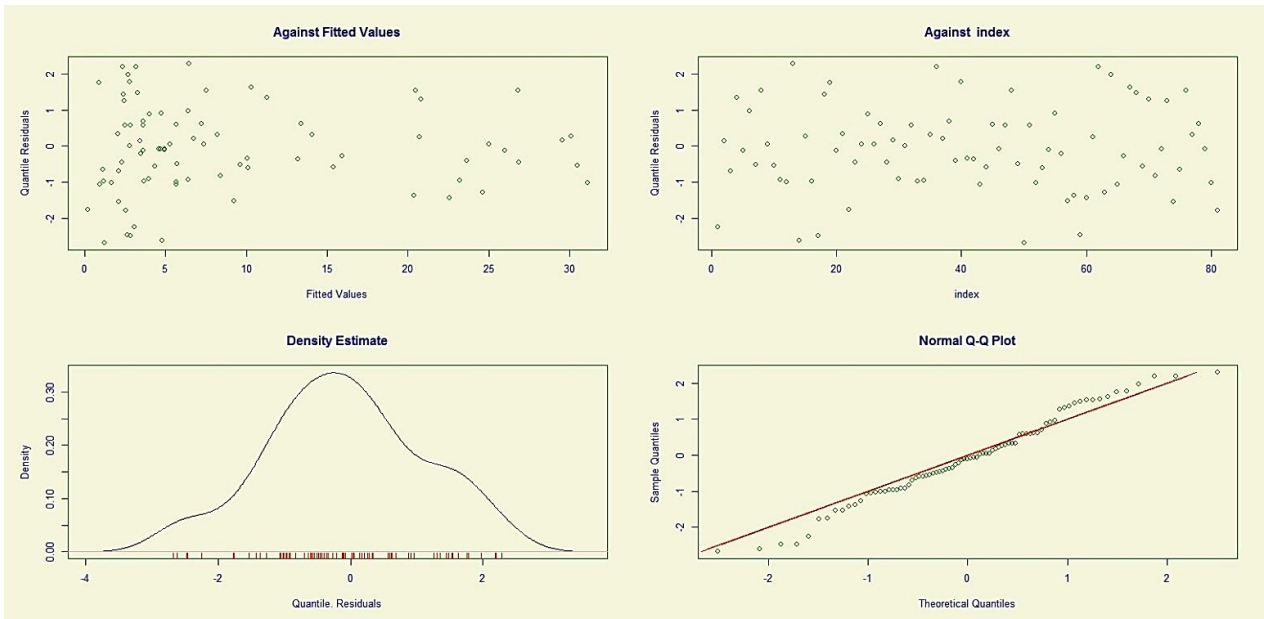 Against Fitted Values
Quantile Residuals
2
1
0
-1
-2
0 5 10 15 20 25 30
Fitted Values
Against index
Quantile Residuals
2
1
0
-1
-2
0 20 40 60 80
index
Density Estimate
Density
0.30
0.20
0.10
0.00
-4 -2 0 2
Quantile. Residuals
Normal Q-Q Plot
Sample Quantiles
2
1
0
-1
-2
-2 -1 0 1 2
Theoretical Quantiles